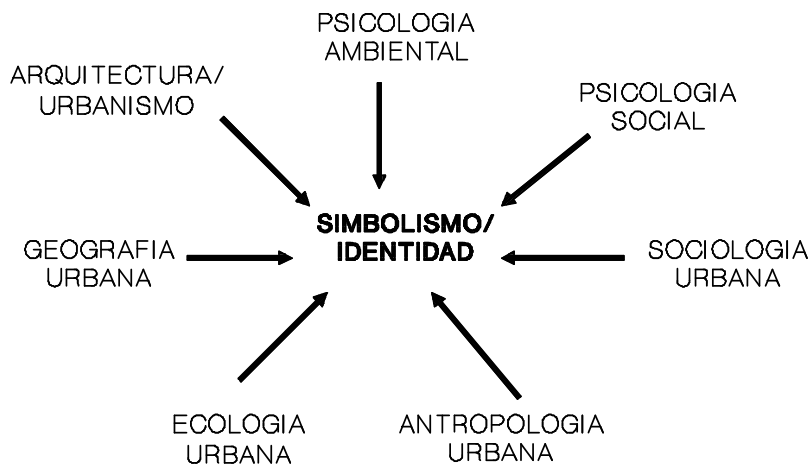 PSICOLOGIA
AMBIENTAL
ARQUITECTURA/
URBANISMO
PSICOLOGIA
SOCIAL
SIMBOLISMO/
IDENTIDAD
GEOGRAFIA
URBANA
SOCIOLOGIA
URBANA
ECOLOGIA
URBANA
ANTROPOLOGIA
URBANA